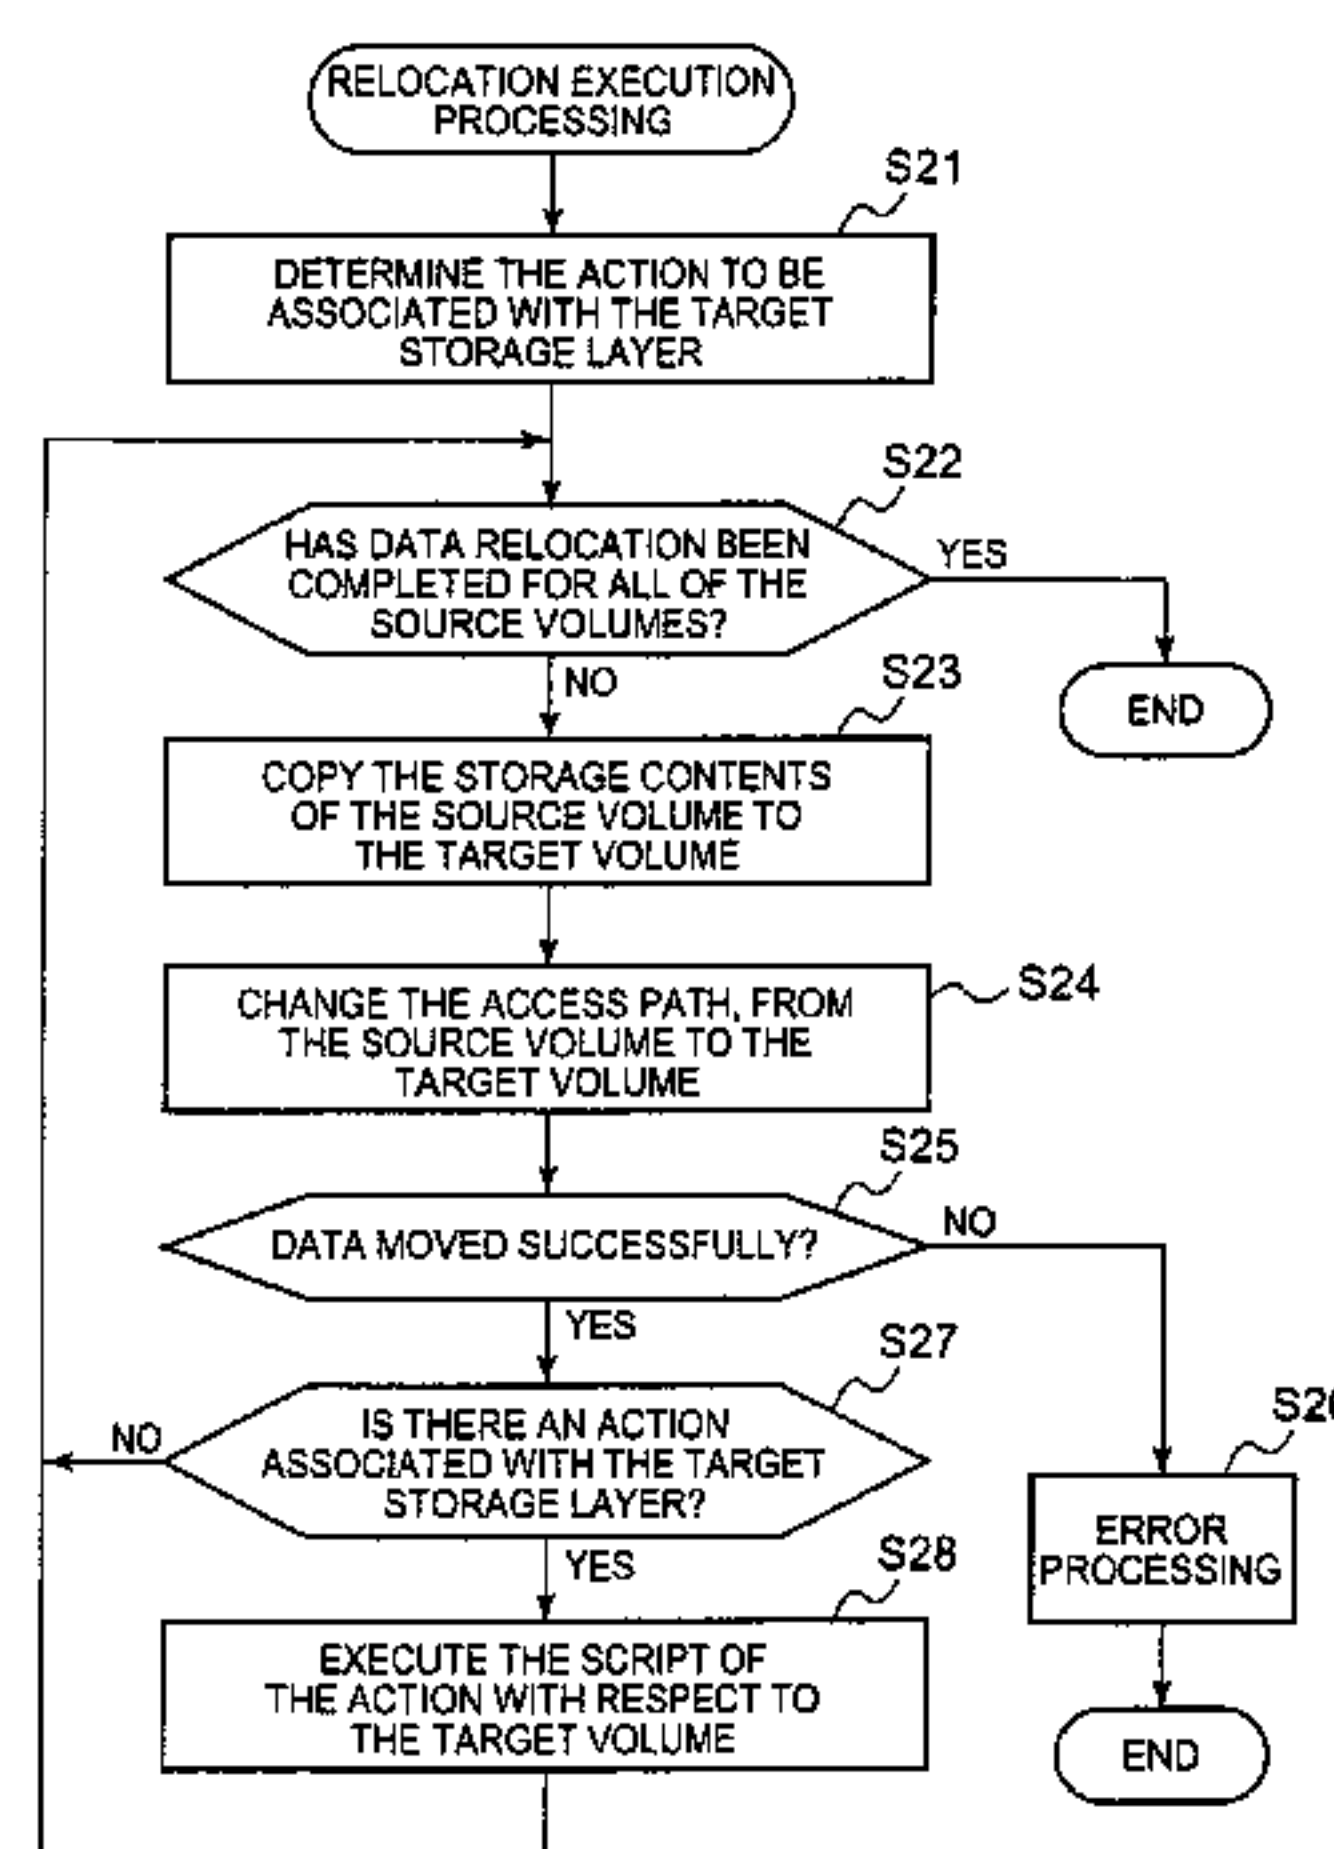 RELOCATION EXECUTION
PROCESSING
S21
DETERMINE THE ACTION TO BE
ASSOCIATED WITH THE TARGET
STORAGE LAYER
S22
HAS DATA RELOCATION BEEN
COMPLETED FOR ALL OF THE
SOURCE VOLUMES?
YES
END
NO
S23
COPY THE STORAGE CONTENTS
OF THE SOURCE VOLUME TO
THE TARGET VOLUME
S24
CHANGE THE ACCESS PATH, FROM
THE SOURCE VOLUME TO THE
TARGET VOLUME
S25
DATA MOVED SUCCESSFULLY?
NO
YES
S27
IS THERE AN ACTION
ASSOCIATED WITH THE TARGET
STORAGE LAYER?
NO
YES
ERROR
PROCESSING
S28
EXECUTE THE SCRIPT OF
THE ACTION WITH RESPECT TO
THE TARGET VOLUME
END